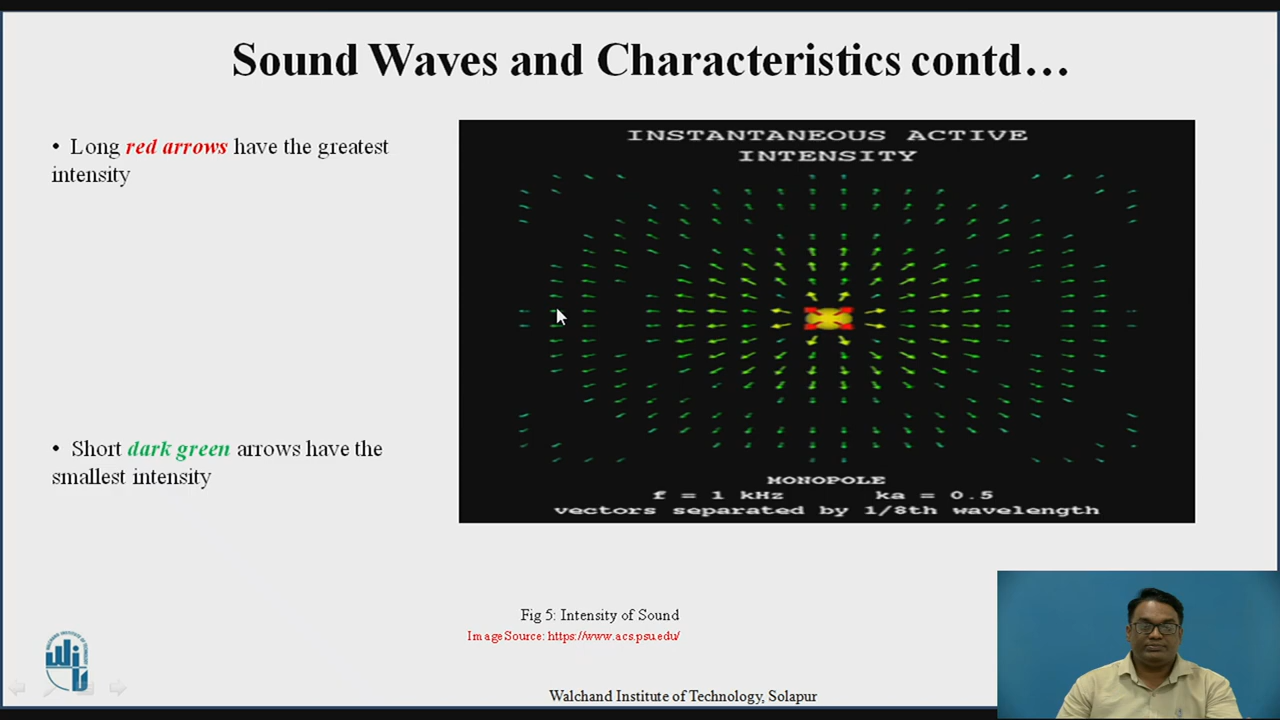 Sound Waves and Characteristics contd…
• Long red arrows have the greatest
intensity
INSTANTANEOUS ACTIVE
INTENSITY
• Short dark green arrows have the
smallest intensity
MONOPOLE
f = 1 kHz ka = 0.5
vectors separated by 1/8th wavelength
Fig 5: Intensity of Sound
Image Source: https://www.acs.psu.edu/
Walchand Institute of Technology, Solapur